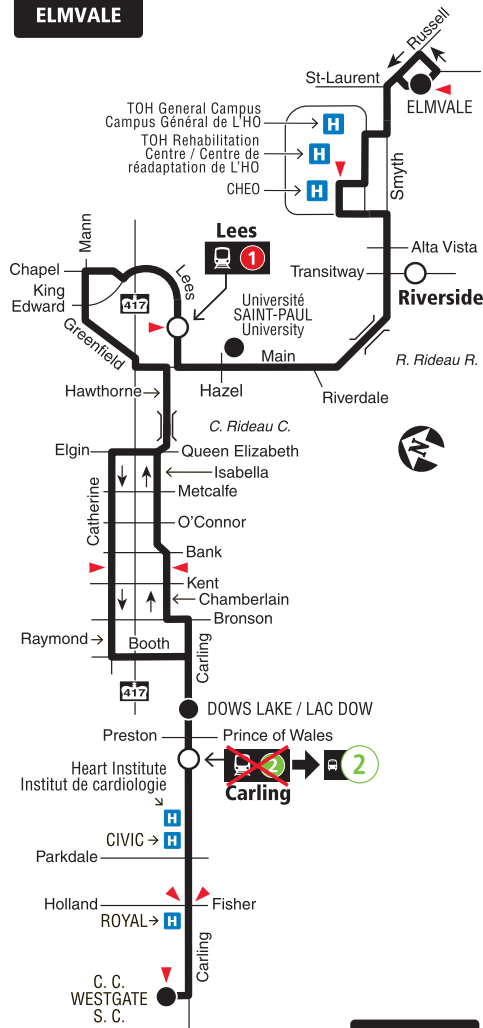 ELMVALE
Russell
St-Laurent
ELMVALE
TOH General Campus
Campus Général de L'HO
H
TOH Rehabilitation
Centre / Centre de
réadaptation de L'HO
H
CHEO
H
Smyth
Mann
Lees
1
Alta Vista
Chapel
Lees
Transitway
King
Edward
417
Riverside
Université
SAINT-PAUL
University
Greenfield
Main
R. Rideau R.
Hawthorne
Hazel
Riverdale
C. Rideau C.
N
Elgin
Queen Elizabeth
Isabella
Catherine
Metcalfe
O'Connor
Bank
Kent
Chamberlain
Bronson
Raymond
Booth
Carling
417
DOWS LAKE / LAC DOW
Preston
Prince of Wales
2
2
Carling
Heart Institute
Institut de cardiologie
H
CIVIC
H
Parkdale
Holland
Fisher
ROYAL
H
Carling
C. C.
WESTGATE
S. C.